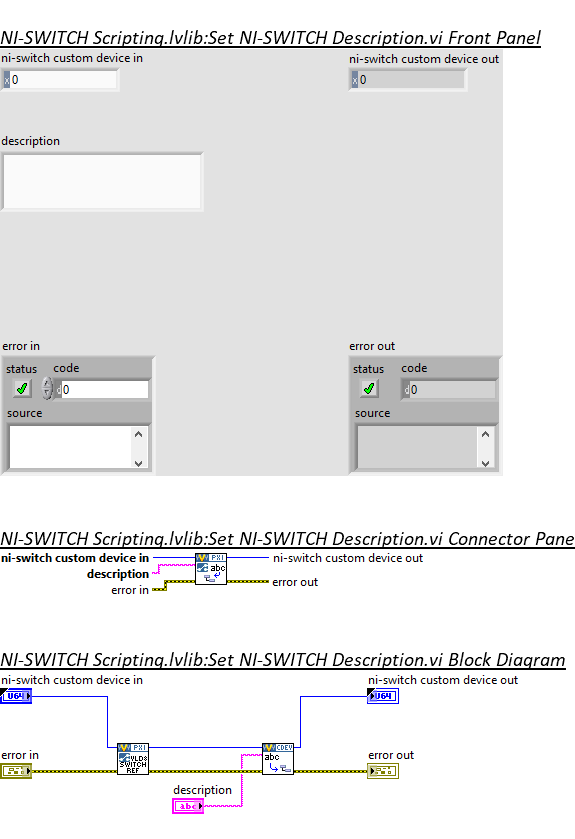 NI-SWITCH Scripting.lvlib:Set NI-SWITCH Description.vi Front Panel
ni-switch custom device in
ni-switch custom device out
x 0
x 0
description
error in
error out
status code
status code
d 0
d 0
source
source
NI-SWITCH Scripting.lvlib:Set NI-SWITCH Description.vi Connector Pane
ni-switch custom device in
PXI
ni-switch custom device out
description
abc
error in
error out
NI-SWITCH Scripting.lvlib:Set NI-SWITCH Description.vi Block Diagram
ni-switch custom device in
ni-switch custom device out
U64
U64
error in
PXI
VLDS
SWITCH
REF
CDEV
abc
error out
description
abc